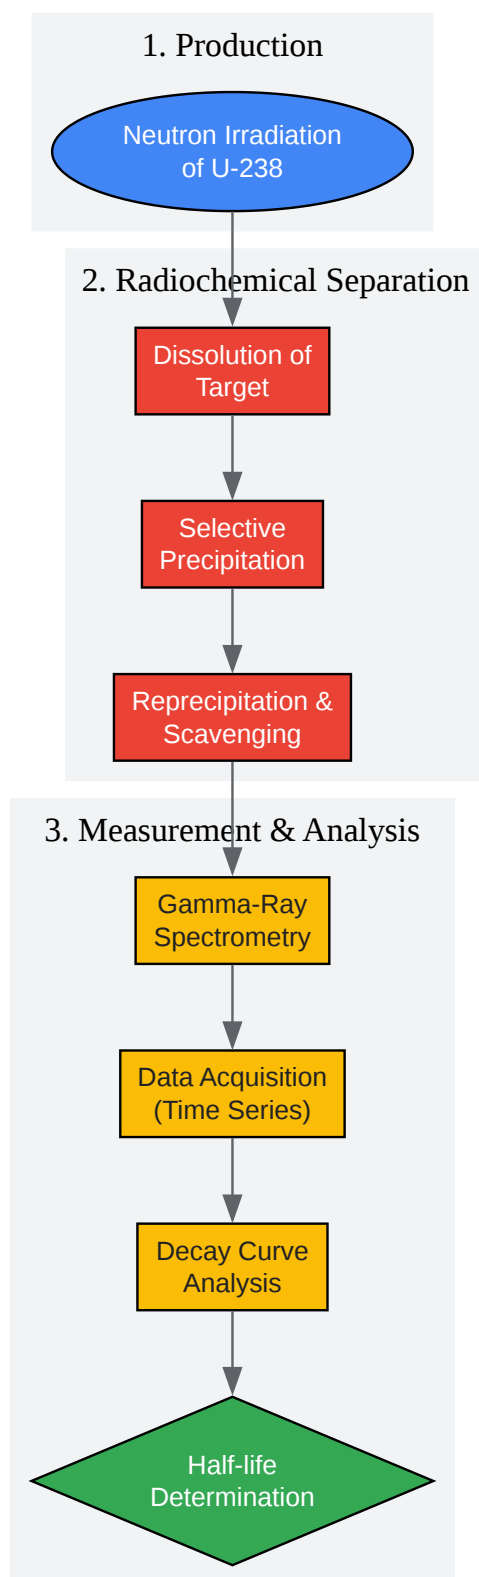 1. Production
Neutron Irradiation
of U-238
2. Radiochemical Separation
Dissolution of
Target
Selective
Precipitation
Reprecipitation &
Scavenging
3. Measurement & Analysis
Gamma-Ray
Spectrometry
Data Acquisition
(Time Series)
Decay Curve
Analysis
Half-life
Determination